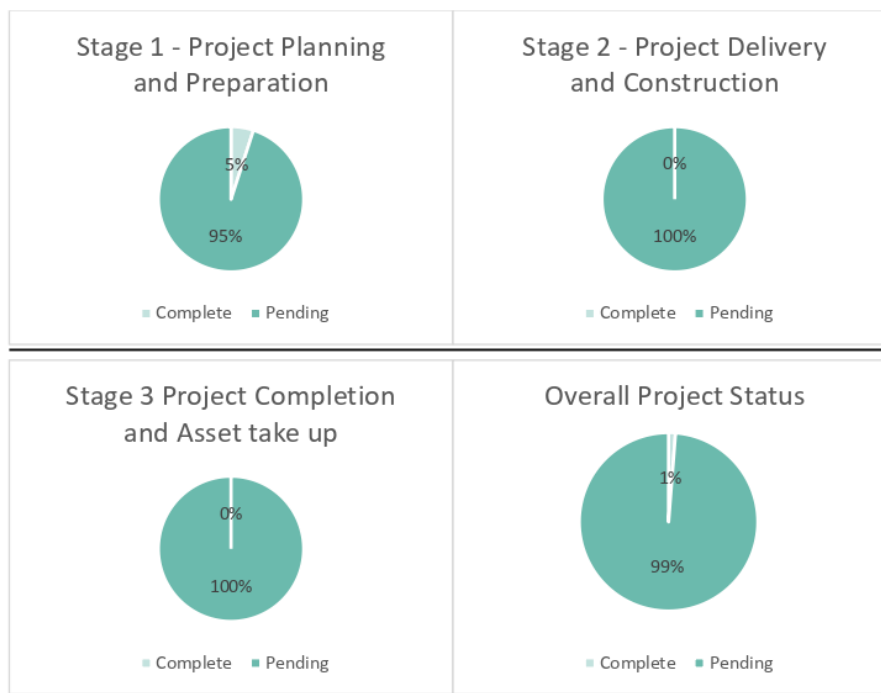 Stage 1 - Project Planning
and Preparation
5%
95%
Complete Pending
Stage 2 - Project Delivery
and Construction
0%
100%
Complete Pending
Stage 3 Project Completion
and Asset take up
0%
100%
Complete Pending
Overall Project Status
1%
99%
Complete Pending